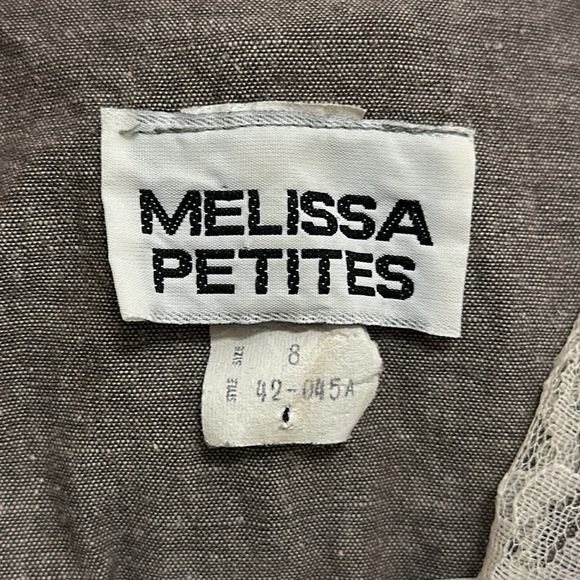 MELISSA
PETITES
SIZE 8
STYLE 42-045A